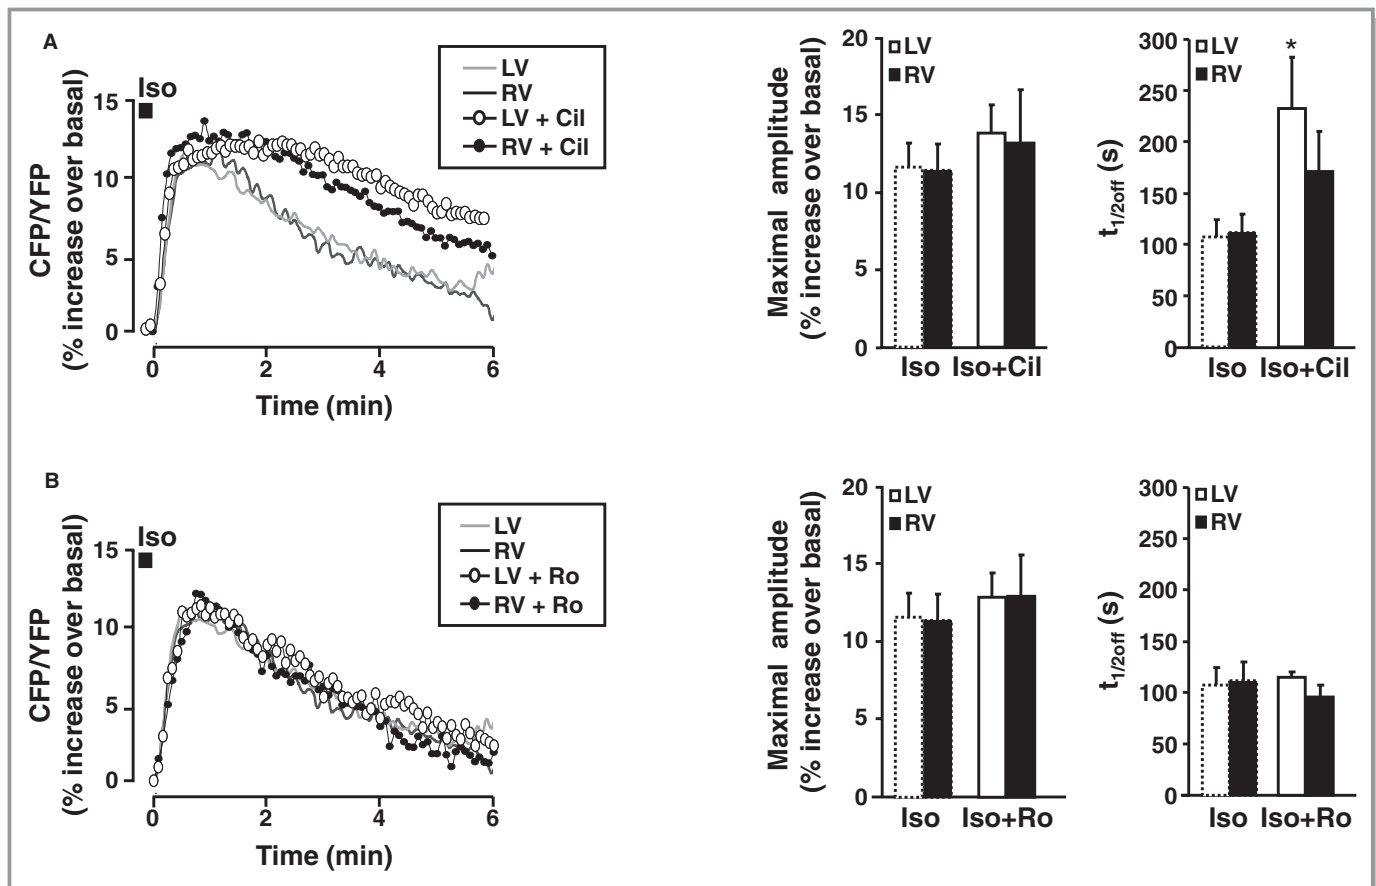 A
Iso
CFP/YFP
(% increase over basal)
15
10
5
0
0 2 4 6
Time (min)
LV
RV
LV + Cil
RV + Cil
Maximal amplitude
(% increase over basal)
20
15
10
5
0
LV
RV
Iso Iso+Cil
t1/2off (s)
300
250
200
150
100
50
0
LV
RV
*
Iso Iso+Cil
B
Iso
CFP/YFP
(% increase over basal)
15
10
5
0
0 2 4 6
Time (min)
LV
RV
LV + Ro
RV + Ro
Maximal amplitude
(% increase over basal)
20
15
10
5
0
LV
RV
Iso Iso+Ro
t1/2off (s)
300
250
200
150
100
50
0
LV
RV
Iso Iso+Ro